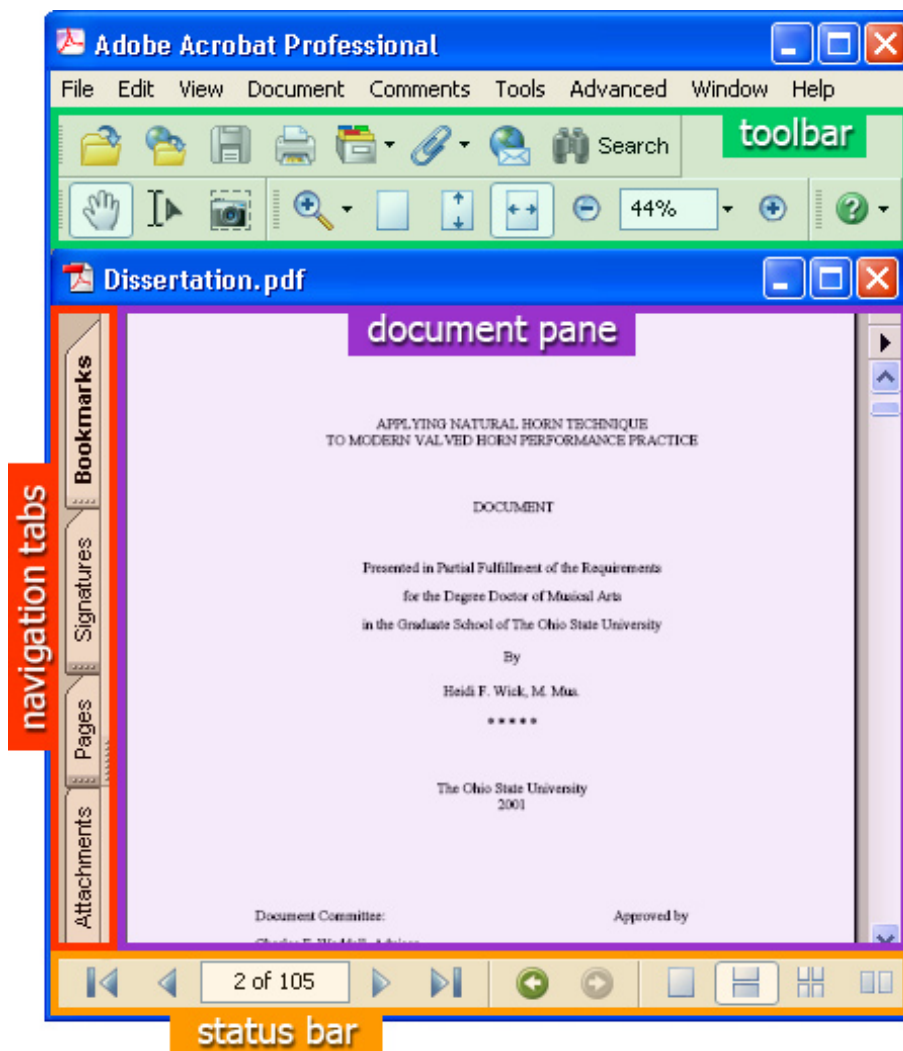 Adobe Acrobat Professional
File Edit View Document Comments Tools Advanced Window Help
toolbar
Search
44%
Dissertation.pdf
document pane
navigation tabs
Bookmarks
Signatures
Pages
Attachments
APPLYING NATURAL HORN TECHNIQUE
TO MODERN VALVED HORN PERFORMANCE PRACTICE
DOCUMENT
Presented in Partial Fulfillment of the Requirements
for the Degree Doctor of Musical Arts
in the Graduate School of The Ohio State University
By
Heidi F. Wick, M. Mus.
* * * * *
The Ohio State University
2001
Document Committee: Approved by
2 of 105
status bar